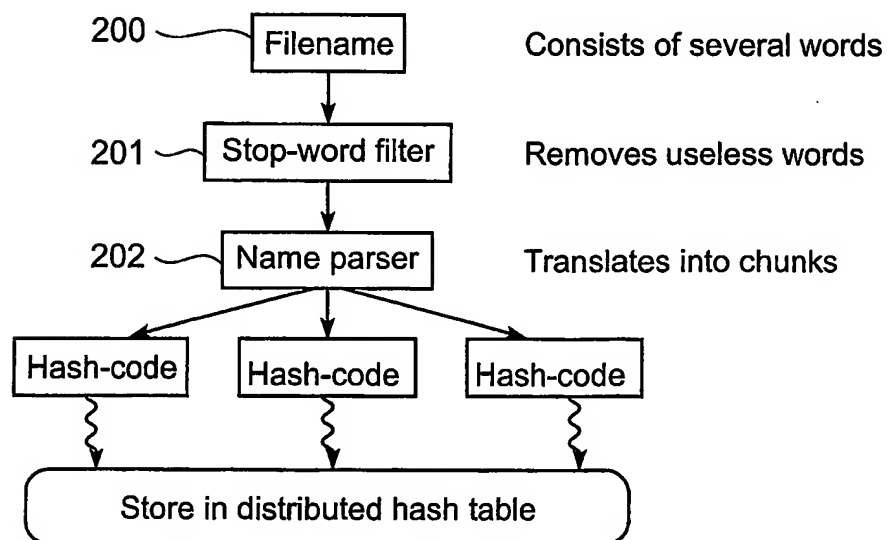 200 Filename Consists of several words
201 Stop-word filter Removes useless words
202 Name parser Translates into chunks
Hash-code Hash-code Hash-code
Store in distributed hash table